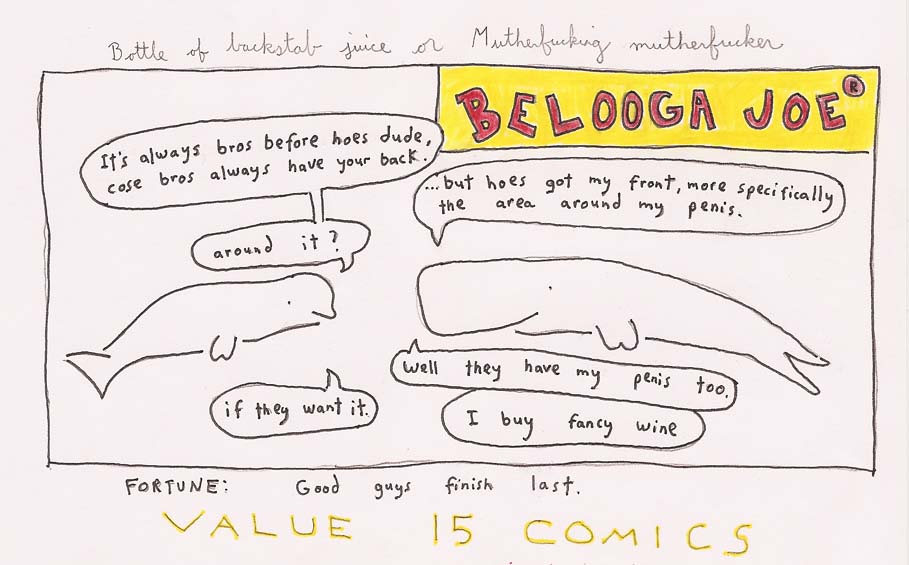 Bottle of backstab juice or Mutherfucking mutherfucker
BELOOGA JOE®
It's always bros before hoes dude,
cose bros always have your back.
...but hoes got my front, more specifically
the area around my penis.
around it?
well they have my penis too.
if they want it.
I buy fancy wine
FORTUNE: Good guys finish last.
VALUE 15 COMICS